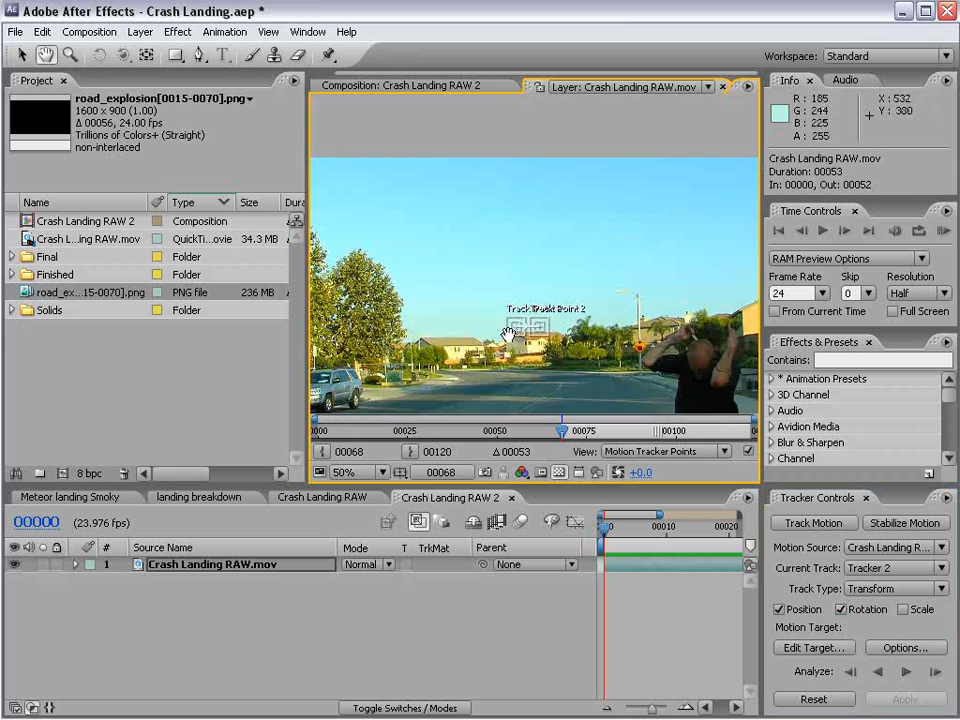 Adobe After Effects - Crash Landing.aep *
File Edit Composition Layer Effect Animation View Window Help
Workspace: Standard
Project
road_explosion[0015-0070].png
1600 x 900 (1.00)
Δ 00056, 24.00 fps
Trillions of Colors+ (Straight)
non-interlaced
Name Type Size Dura
Crash Landing RAW 2 Composition
Crash L...ing RAW.mov QuickTi...ovie 34.3 MB
Final Folder
Finished Folder
road_ex...15-0070].png PNG file 236 MB
Solids Folder
8 bpc
Composition: Crash Landing RAW 2
Layer: Crash Landing RAW.mov
Track Point 2
0000 00025 00050 00075 00100
00068 00120 Δ 00053 View: Motion Tracker Points
50% 00068 +0.0
Info Audio
R : 185 X : 532
G : 244 Y : 380
B : 225
A : 255
Crash Landing RAW.mov
Duration: 00053
In: 00000, Out: 00052
Time Controls
RAM Preview Options
Frame Rate Skip Resolution
24 0 Half
From Current Time Full Screen
Effects & Presets
Contains:
* Animation Presets
3D Channel
Audio
Avidion Media
Blur & Sharpen
Channel
Meteor landing Smoky landing breakdown Crash Landing RAW Crash Landing RAW 2
00000 (23.976 fps)
00010 00020
# Source Name Mode T TrkMat Parent
1 Crash Landing RAW.mov Normal None
Toggle Switches / Modes
Tracker Controls
Track Motion Stabilize Motion
Motion Source: Crash Landing R...
Current Track: Tracker 2
Track Type: Transform
Position Rotation Scale
Motion Target:
Edit Target... Options...
Analyze:
Reset Apply